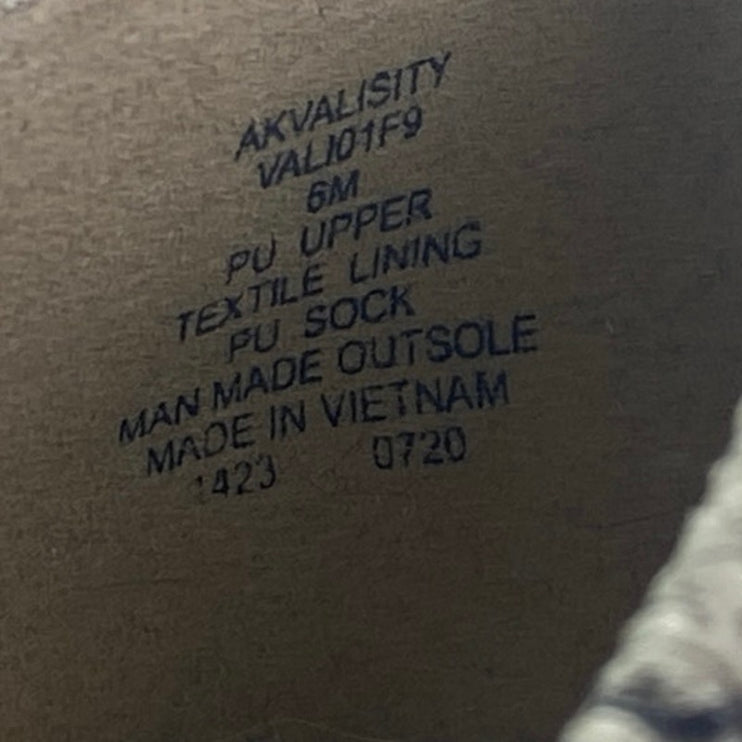 AKVALISITY
VALI01F9
6M
PU UPPER
TEXTILE LINING
PU SOCK
MAN MADE OUTSOLE
MADE IN VIETNAM
1423 0720